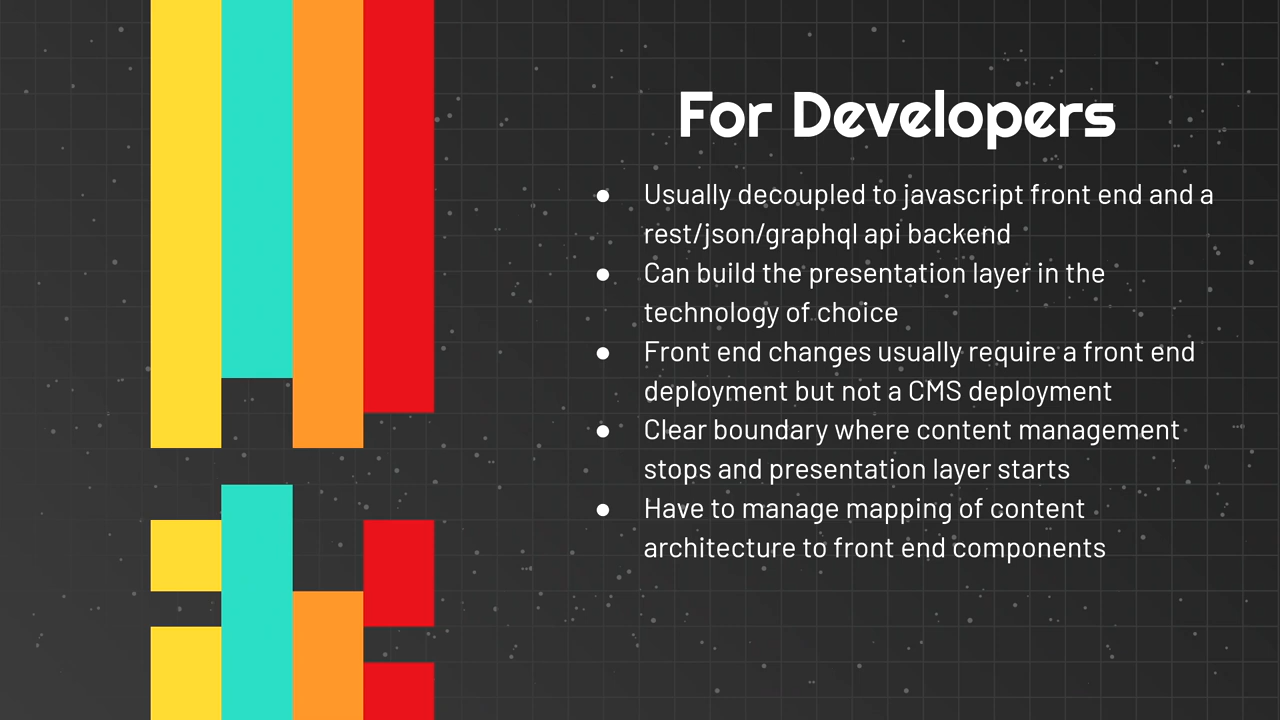 For Developers
● Usually decoupled to javascript front end and a
rest/json/graphql api backend
● Can build the presentation layer in the
technology of choice
● Front end changes usually require a front end
deployment but not a CMS deployment
● Clear boundary where content management
stops and presentation layer starts
● Have to manage mapping of content
architecture to front end components